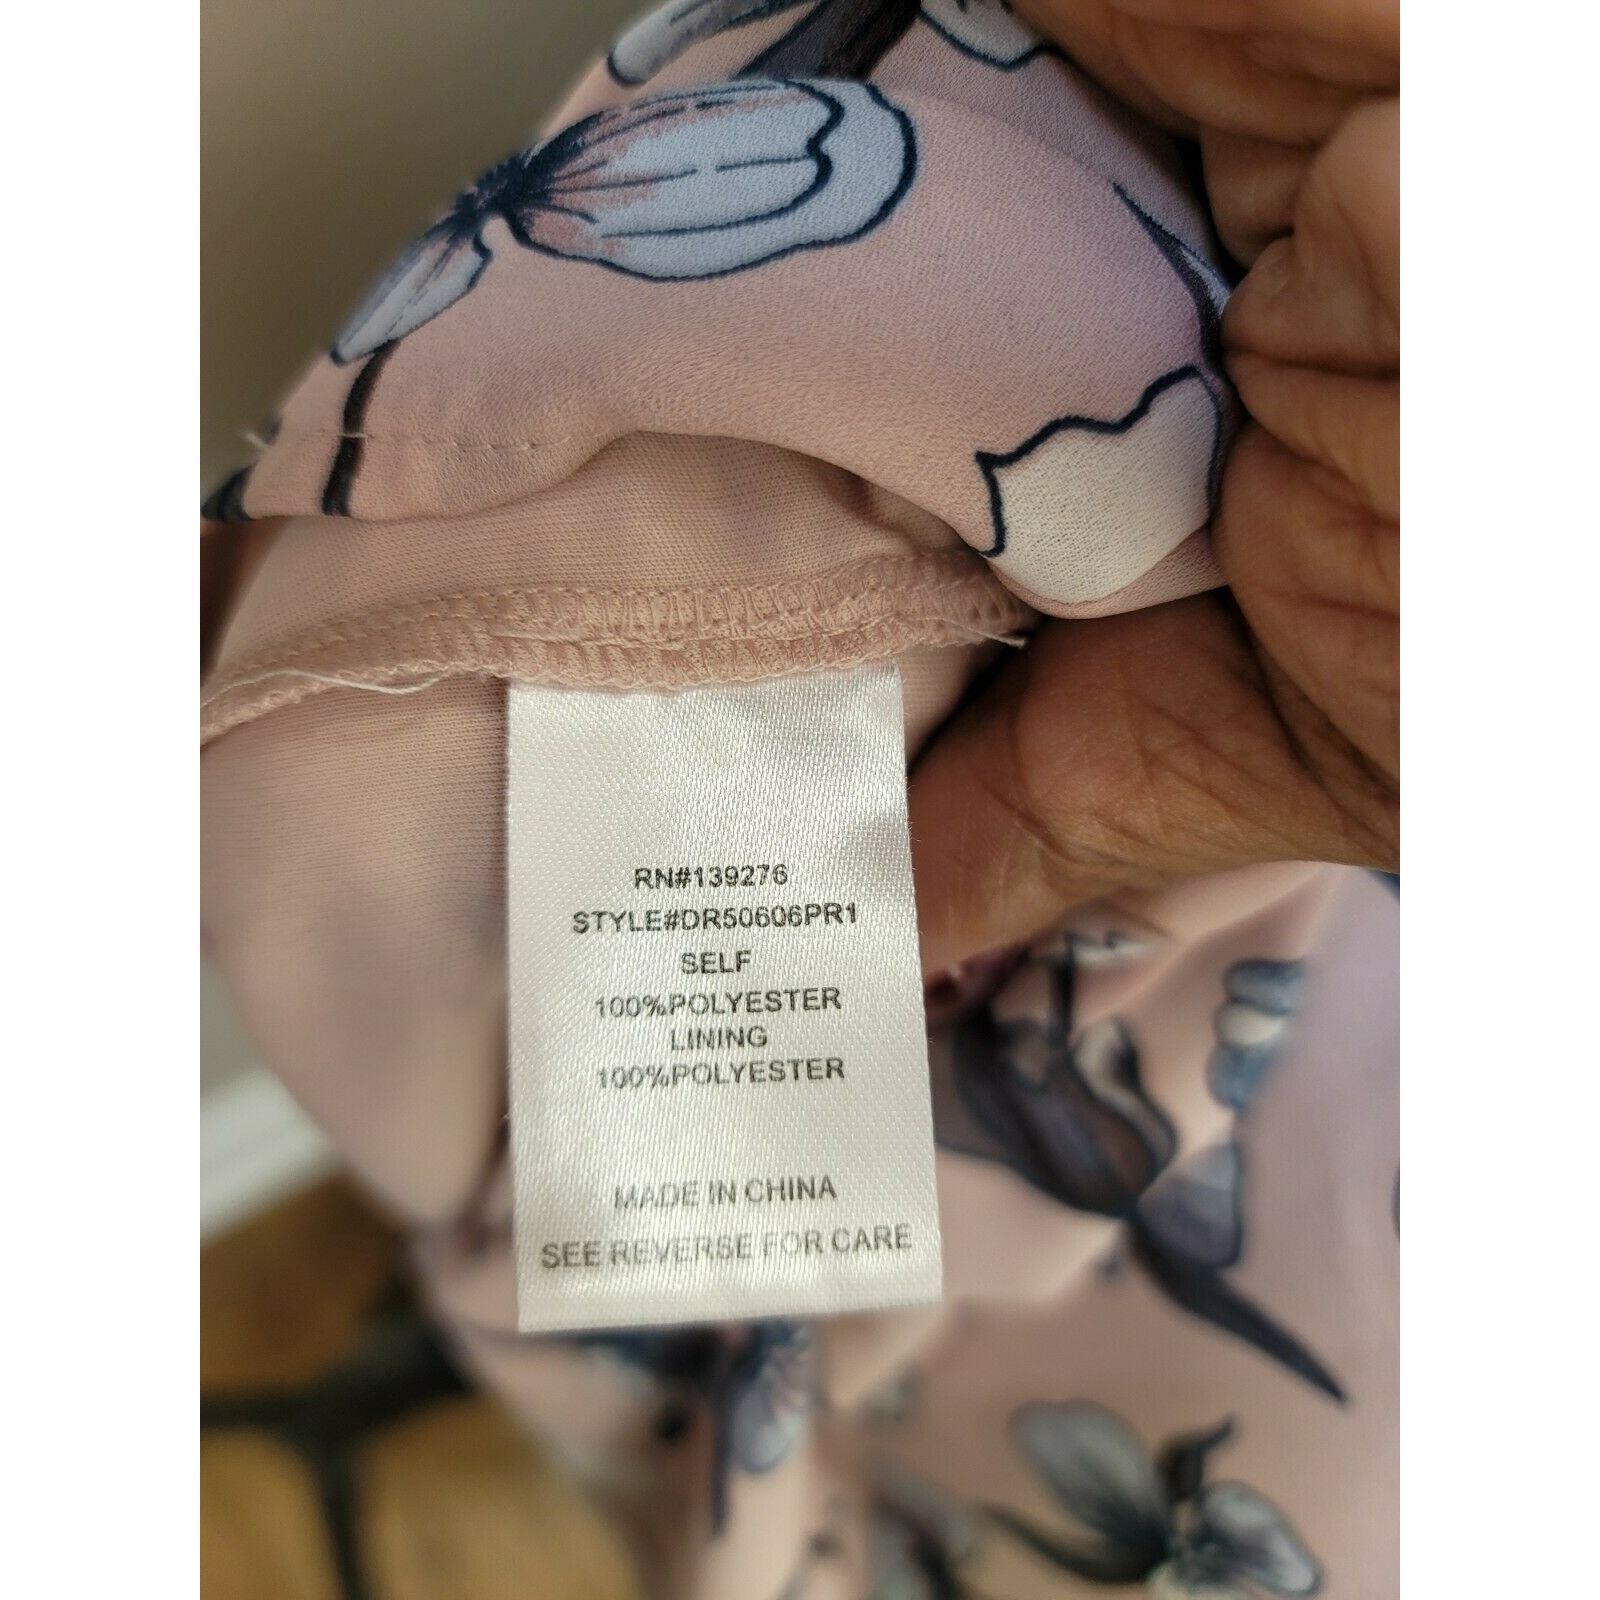 RN#139276
STYLE#DR50606PR1
SELF
100%POLYESTER
LINING
100%POLYESTER
MADE IN CHINA
SEE REVERSE FOR CARE